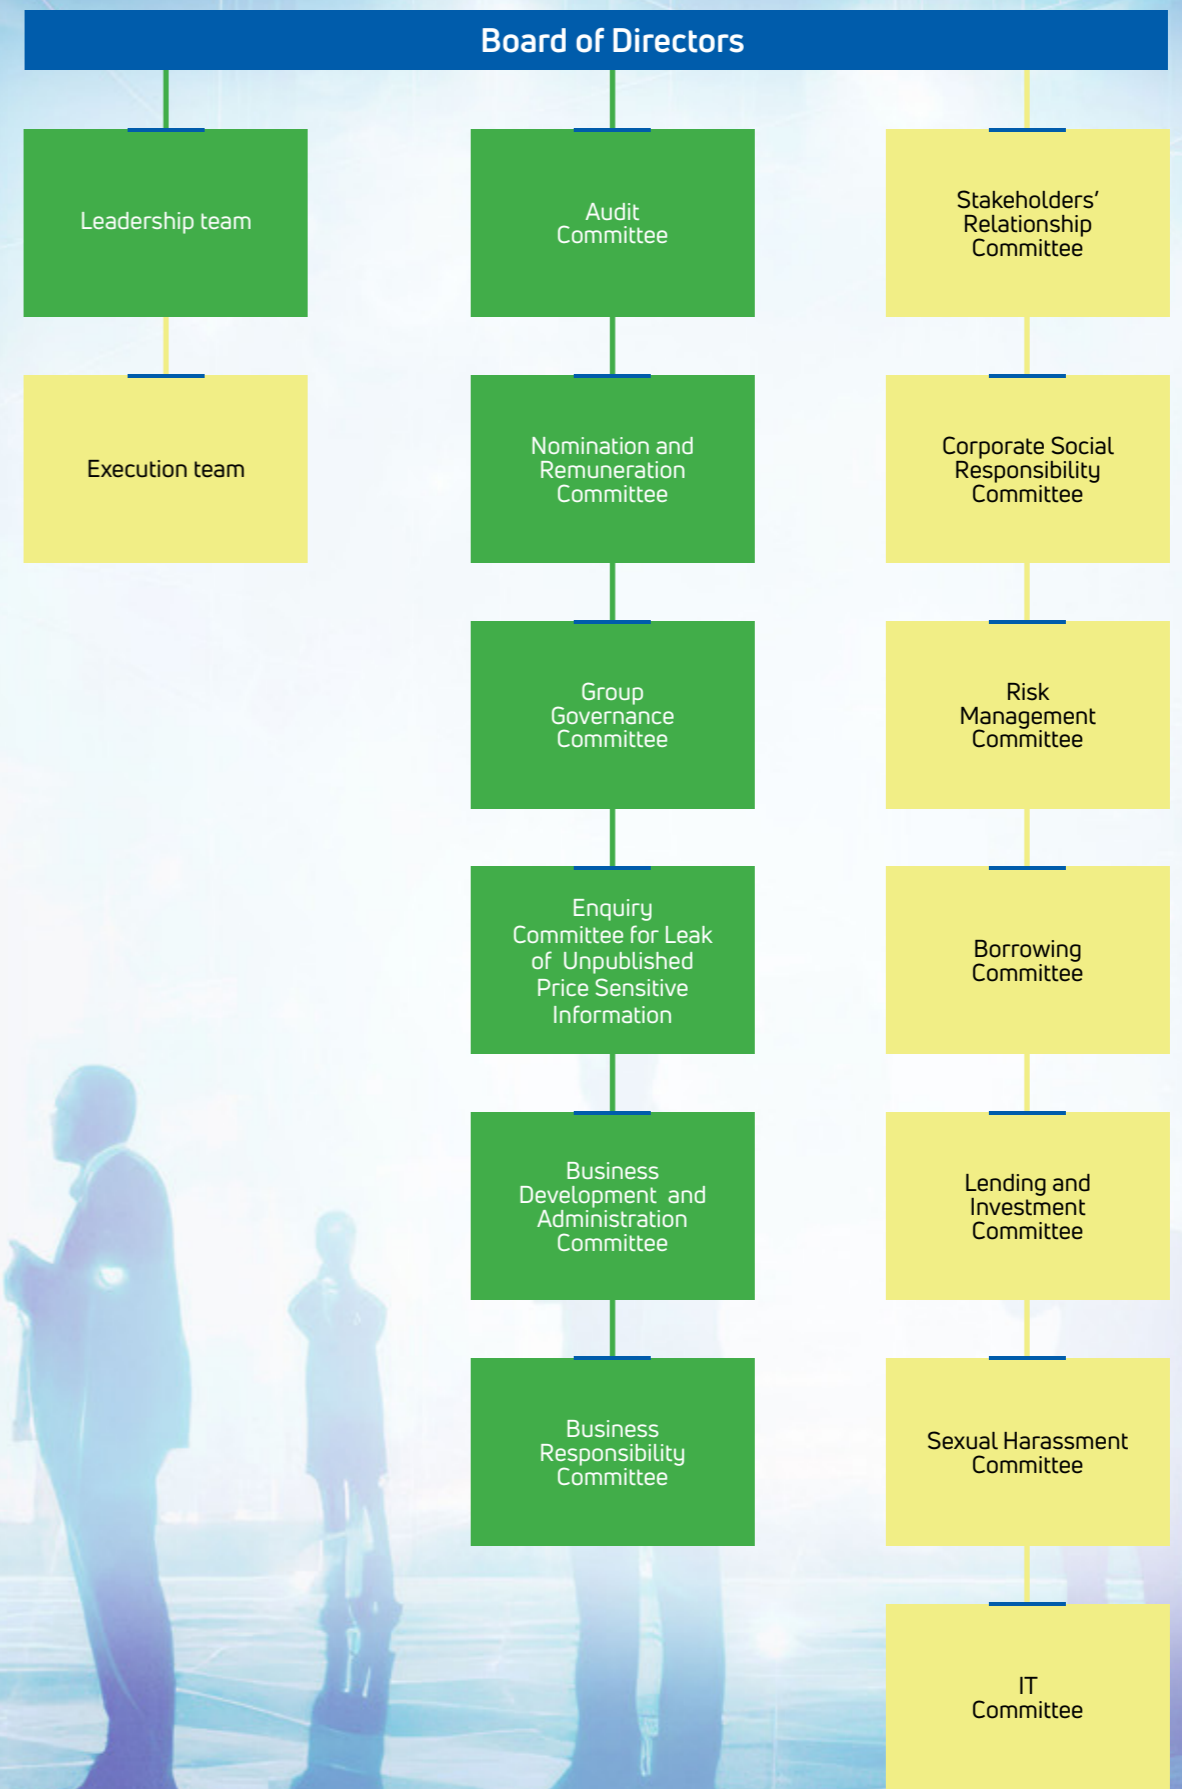 Board of Directors
Leadership team
Execution team
Audit
Committee
Nomination and
Remuneration
Committee
Group
Governance
Committee
Enquiry
Committee for Leak
of Unpublished
Price Sensitive
Information
Business
Development and
Administration
Committee
Business
Responsibility
Committee
Stakeholders’
Relationship
Committee
Corporate Social
Responsibility
Committee
Risk
Management
Committee
Borrowing
Committee
Lending and
Investment
Committee
Sexual Harassment
Committee
IT
Committee